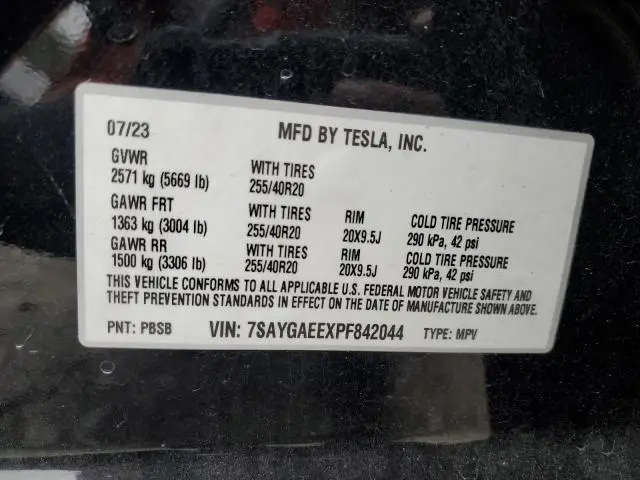 07/23 MFD BY TESLA, INC.
GVWR
2571 kg (5669 lb) WITH TIRES 255/40R20
GAWR FRT
1363 kg (3004 lb) WITH TIRES 255/40R20 RIM 20X9.5J COLD TIRE PRESSURE 290 kPa, 42 psi
GAWR RR
1500 kg (3306 lb) WITH TIRES 255/40R20 RIM 20X9.5J COLD TIRE PRESSURE 290 kPa, 42 psi
THIS VEHICLE CONFORMS TO ALL APPLICABLE U.S. FEDERAL MOTOR VEHICLE SAFETY AND
THEFT PREVENTION STANDARDS IN EFFECT ON THE DATE OF MANUFACTURE SHOWN ABOVE.
PNT: PBSB VIN: 7SAYGAEEXPF842044 TYPE: MPV